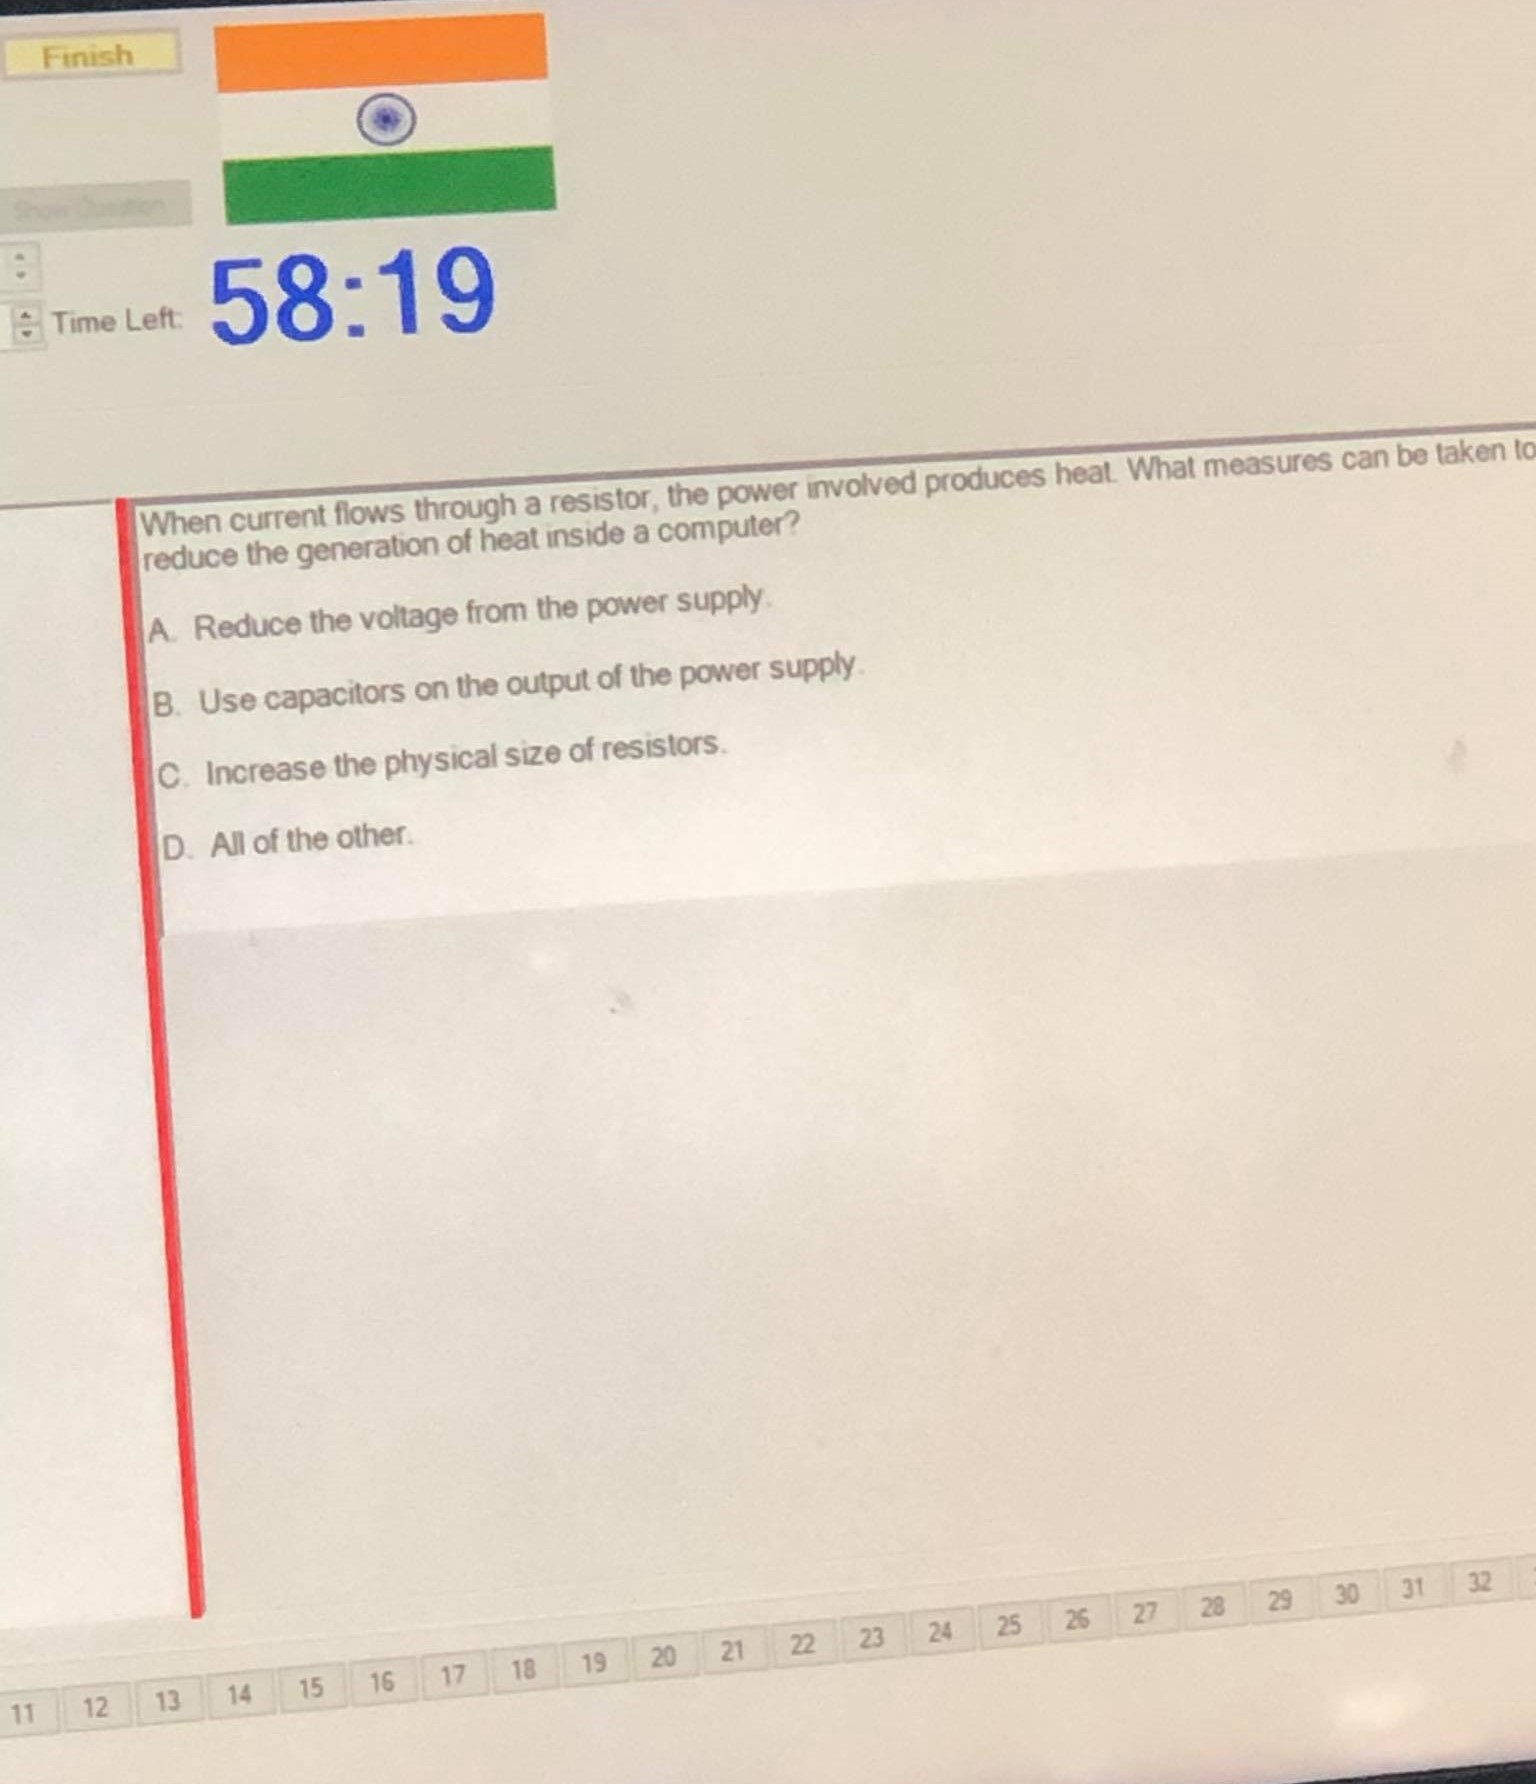 Finish
Show Question
Time Left: 58:19
When current flows through a resistor, the power involved produces heat. What measures can be taken to
reduce the generation of heat inside a computer?
A. Reduce the voltage from the power supply.
B. Use capacitors on the output of the power supply.
C. Increase the physical size of resistors.
D. All of the other.
11 12 13 14 15 16 17 18 19 20 21 22 23 24 25 26 27 28 29 30 31 32